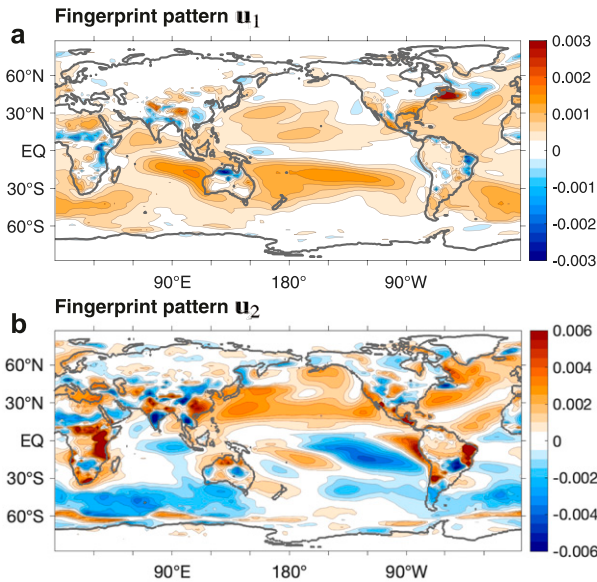 Fingerprint pattern u₁
a
60°N
30°N
EQ
30°S
60°S
90°E 180° 90°W
0.003
0.002
0.001
0
-0.001
-0.002
-0.003
Fingerprint pattern u₂
b
60°N
30°N
EQ
30°S
60°S
90°E 180° 90°W
0.006
0.004
0.002
0
-0.002
-0.004
-0.006